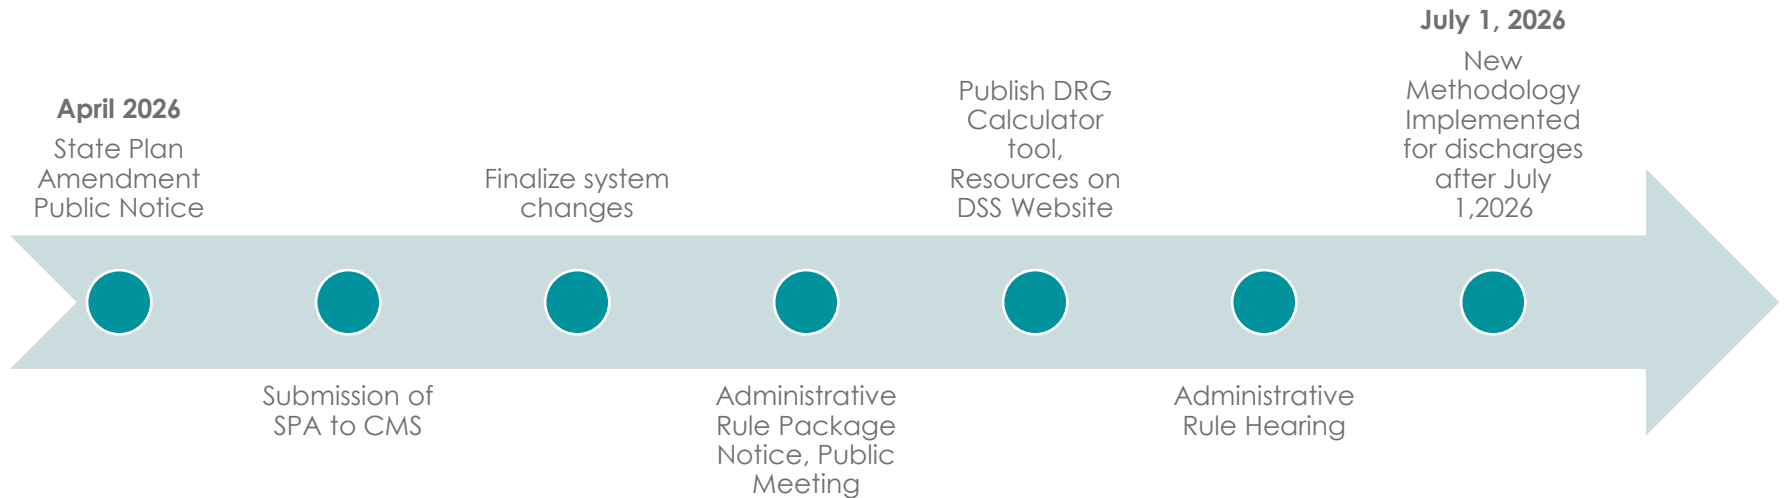 April 2026
State Plan
Amendment
Public Notice
Submission of
SPA to CMS
Finalize system
changes
Administrative
Rule Package
Notice, Public
Meeting
Publish DRG
Calculator
tool,
Resources on
DSS Website
Administrative
Rule Hearing
July 1, 2026
New
Methodology
Implemented
for discharges
after July
1,2026